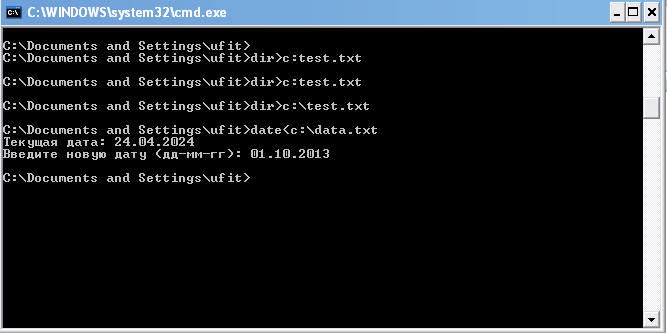 C:\WINDOWS\system32\cmd.exe
C:\Documents and Settings\ufit>
C:\Documents and Settings\ufit>dir>c:test.txt
C:\Documents and Settings\ufit>dir>c:test.txt
C:\Documents and Settings\ufit>dir>c:\test.txt
C:\Documents and Settings\ufit>date<c:\data.txt
Текущая дата: 24.04.2024
Введите новую дату (дд-мм-гг): 01.10.2013
C:\Documents and Settings\ufit>